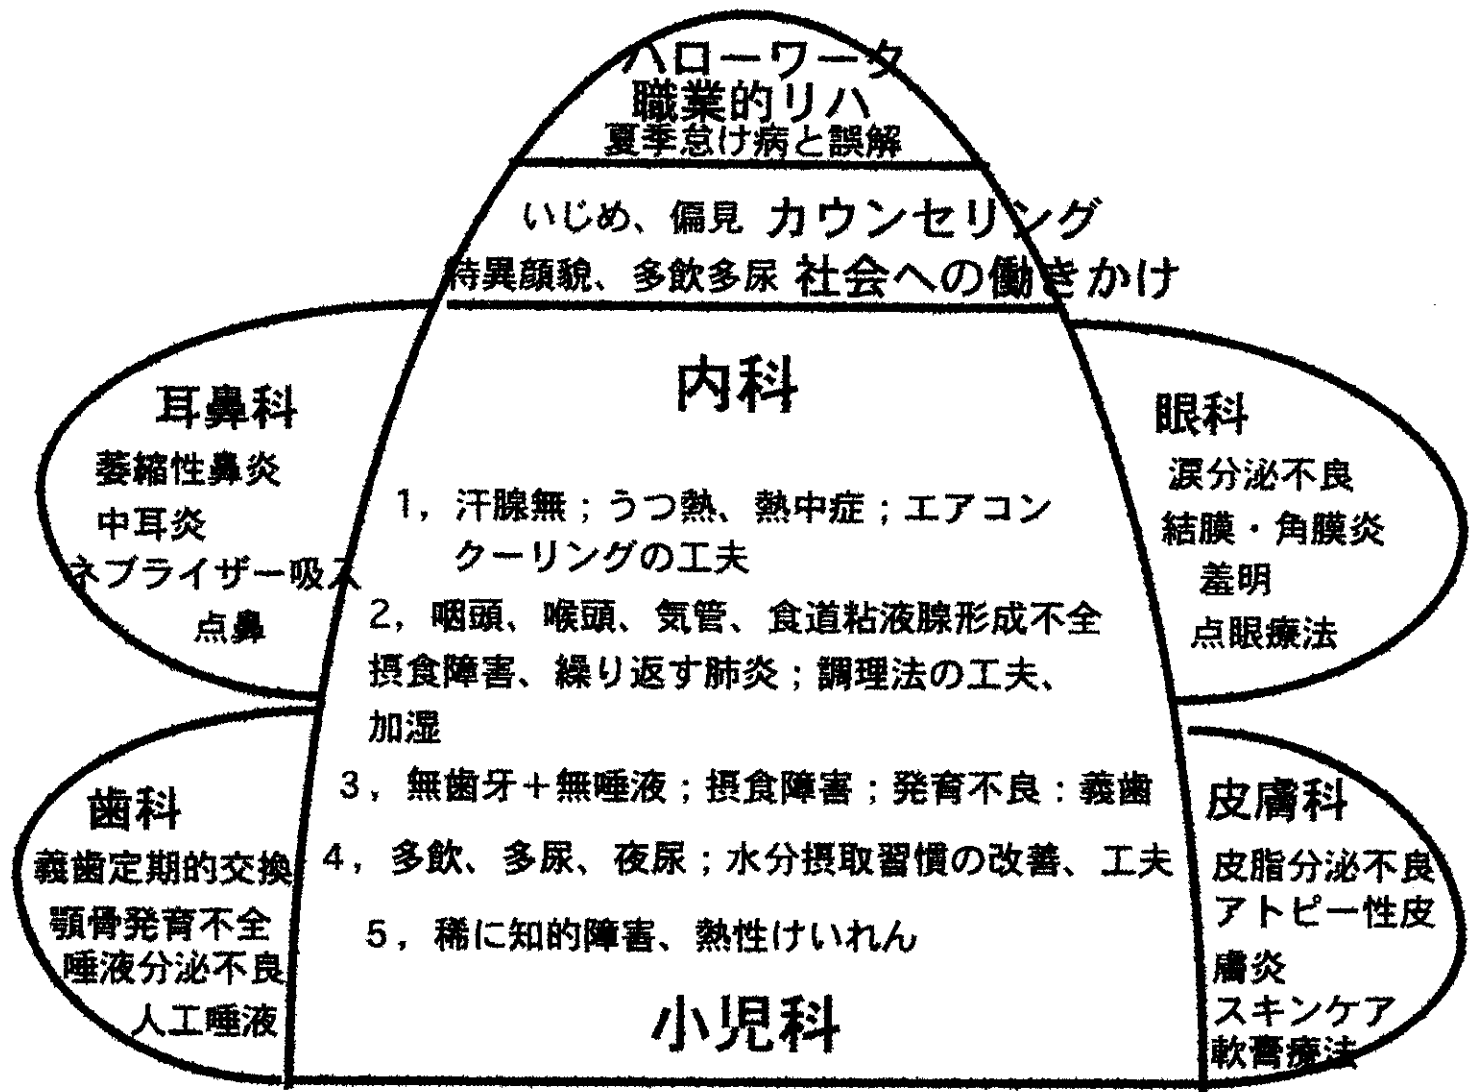 ハローワータ
職業的リハ
夏季怠け病と誤解
いじめ、偏見 カウンセリング
特異顔貌、多飲多尿 社会への働きかけ
内科
耳鼻科
萎縮性鼻炎
中耳炎
ネブライザー吸入
点鼻
眼科
涙分泌不良
結膜・角膜炎
羞明
点眼療法
1，汗腺無；うつ熱、熱中症；エアコン
クーリングの工夫
2，咽頭、喉頭、気管、食道粘液腺形成不全
摂食障害、繰り返す肺炎；調理法の工夫、
加湿
3，無歯牙＋無唾液；摂食障害；発育不良：義歯
4，多飲、多尿、夜尿；水分摂取習慣の改善、工夫
5，稀に知的障害、熱性けいれん
小児科
歯科
義歯定期的交換
顎骨発育不全
唾液分泌不良
人工唾液
皮膚科
皮脂分泌不良
アトピー性皮
膚炎
スキンケア
軟膏療法